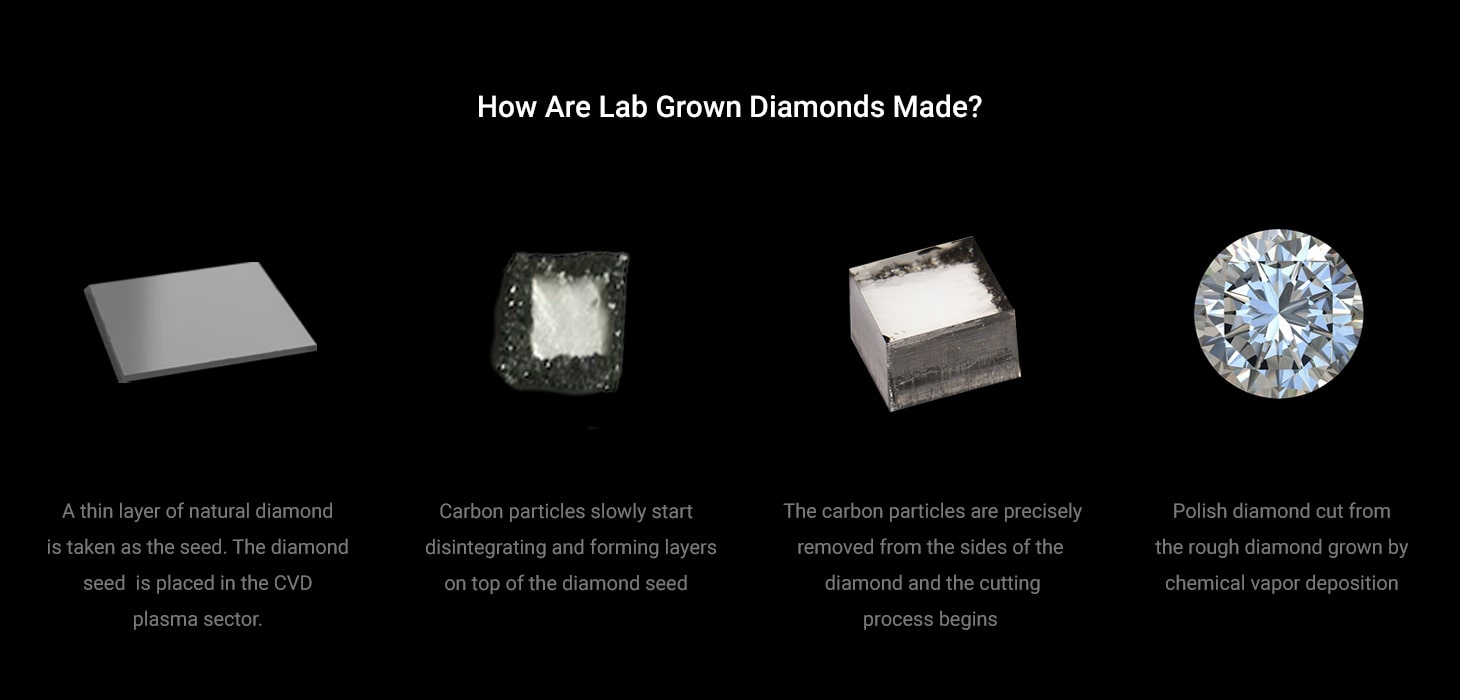 How Are Lab Grown Diamonds Made?
A thin layer of natural diamond
is taken as the seed. The diamond
seed  is placed in the CVD
plasma sector.
Carbon particles slowly start
disintegrating and forming layers
on top of the diamond seed
The carbon particles are precisely
removed from the sides of the
diamond and the cutting
process begins
Polish diamond cut from
the rough diamond grown by
chemical vapor deposition